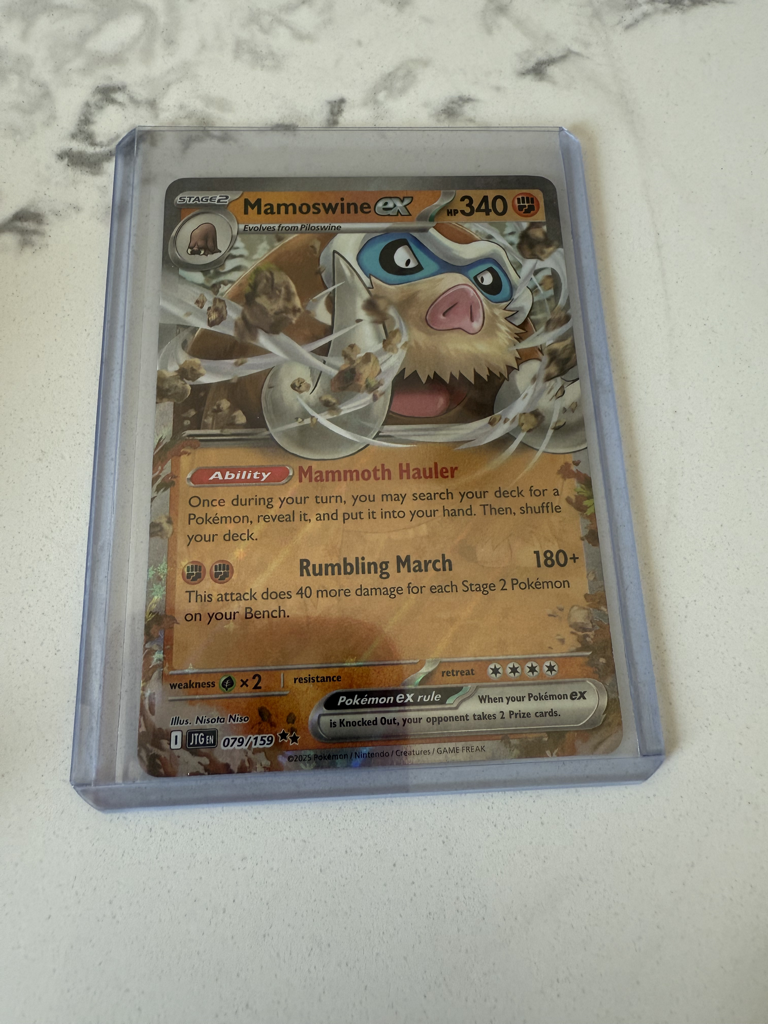 STAGE2 Mamoswine ex HP 340
Evolves from Piloswine
Ability Mammoth Hauler
Once during your turn, you may search your deck for a
Pokémon, reveal it, and put it into your hand. Then, shuffle
your deck.
Rumbling March 180+
This attack does 40 more damage for each Stage 2 Pokémon
on your Bench.
weakness ×2 resistance retreat
Pokémon ex rule When your Pokémon ex
is Knocked Out, your opponent takes 2 Prize cards.
Illus. Nisota Niso
I JTG EN 079/159
©2025 Pokémon / Nintendo / Creatures / GAME FREAK